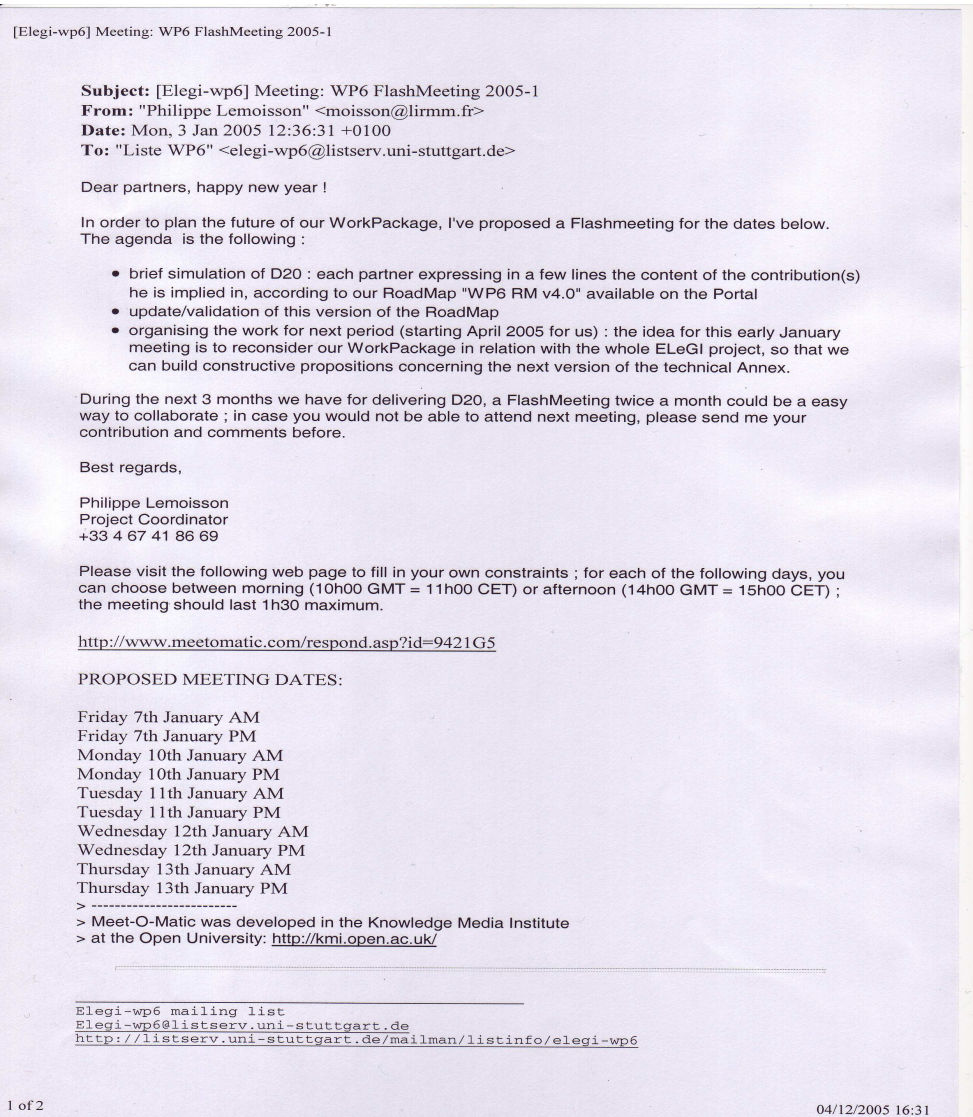 [Elegi-wp6] Meeting: WP6 FlashMeeting 2005-1
Subject: [Elegi-wp6] Meeting: WP6 FlashMeeting 2005-1
From: "Philippe Lemoisson" <moisson@lirmm.fr>
Date: Mon, 3 Jan 2005 12:36:31 +0100
To: "Liste WP6" <elegi-wp6@listserv.uni-stuttgart.de>
Dear partners, happy new year !
In order to plan the future of our WorkPackage, I've proposed a Flashmeeting for the dates below.
The agenda  is the following :
• brief simulation of D20 : each partner expressing in a few lines the content of the contribution(s)
he is implied in, according to our RoadMap "WP6 RM v4.0" available on the Portal
• update/validation of this version of the RoadMap
• organising the work for next period (starting April 2005 for us) : the idea for this early January
meeting is to reconsider our WorkPackage in relation with the whole ELeGI project, so that we
can build constructive propositions concerning the next version of the technical Annex.
During the next 3 months we have for delivering D20, a FlashMeeting twice a month could be a easy
way to collaborate ; in case you would not be able to attend next meeting, please send me your
contribution and comments before.
Best regards,
Philippe Lemoisson
Project Coordinator
+33 4 67 41 86 69
Please visit the following web page to fill in your own constraints ; for each of the following days, you
can choose between morning (10h00 GMT = 11h00 CET) or afternoon (14h00 GMT = 15h00 CET) ;
the meeting should last 1h30 maximum.
http://www.meetomatic.com/respond.asp?id=9421G5
PROPOSED MEETING DATES:
Friday 7th January AM
Friday 7th January PM
Monday 10th January AM
Monday 10th January PM
Tuesday 11th January AM
Tuesday 11th January PM
Wednesday 12th January AM
Wednesday 12th January PM
Thursday 13th January AM
Thursday 13th January PM
> -------------------------
> Meet-O-Matic was developed in the Knowledge Media Institute
> at the Open University: http://kmi.open.ac.uk/
Elegi-wp6 mailing list
Elegi-wp6@listserv.uni-stuttgart.de
http://listserv.uni-stuttgart.de/mailman/listinfo/elegi-wp6
1 of 2
04/12/2005 16:31